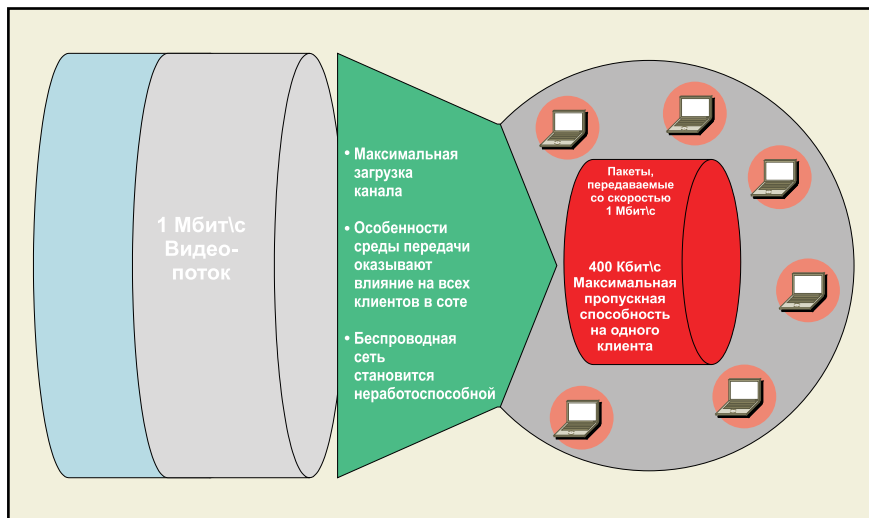 1 Мбит\с
Видео-
поток
• Максимальная
загрузка
канала
• Особенности
среды передачи
оказывают
влияние на всех
клиентов в соте
• Беспроводная
сеть
становится
неработоспособной
Пакеты,
передаваемые
со скоростью
1 Мбит\с
400 Кбит\с
Максимальная
пропускная
способность
на одного
клиента